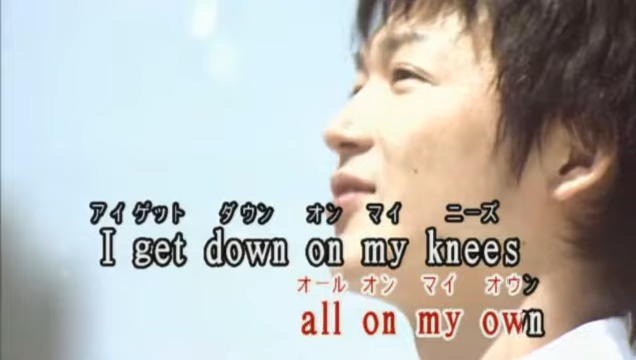 アイ ゲット ダウン オン マイ ニーズ
I get down on my knees
オール オン マイ オウン
all on my own